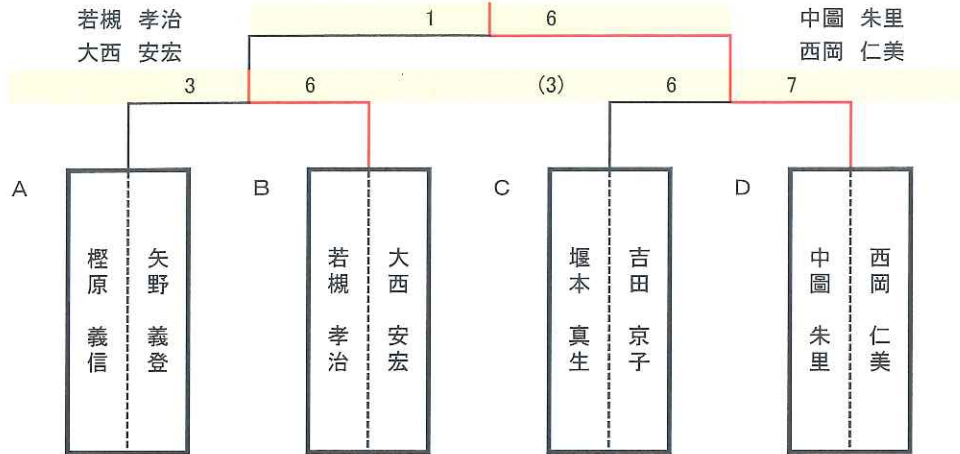 若槻 孝治
大西 安宏
1 6
中圖 朱里
西岡 仁美
3 6
(3) 6 7
A
樫原 義信
矢野 義登
B
若槻 孝治
大西 安宏
C
堰本 真生
吉田 京子
D
中圖 朱里
西岡 仁美